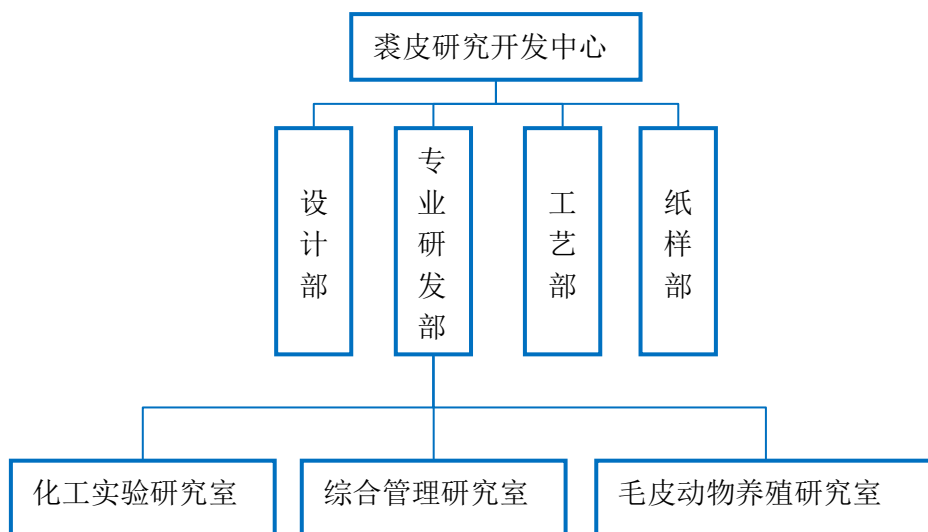 裘皮研究开发中心
设计部
专业研发部
工艺部
纸样部
化工实验研究室
综合管理研究室
毛皮动物养殖研究室